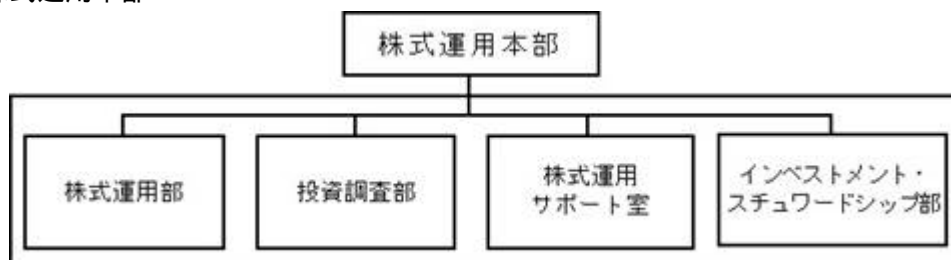 株式運用本部
株式運用部
投資調査部
株式運用
サポート室
インベストメント・
スチュワードシップ部